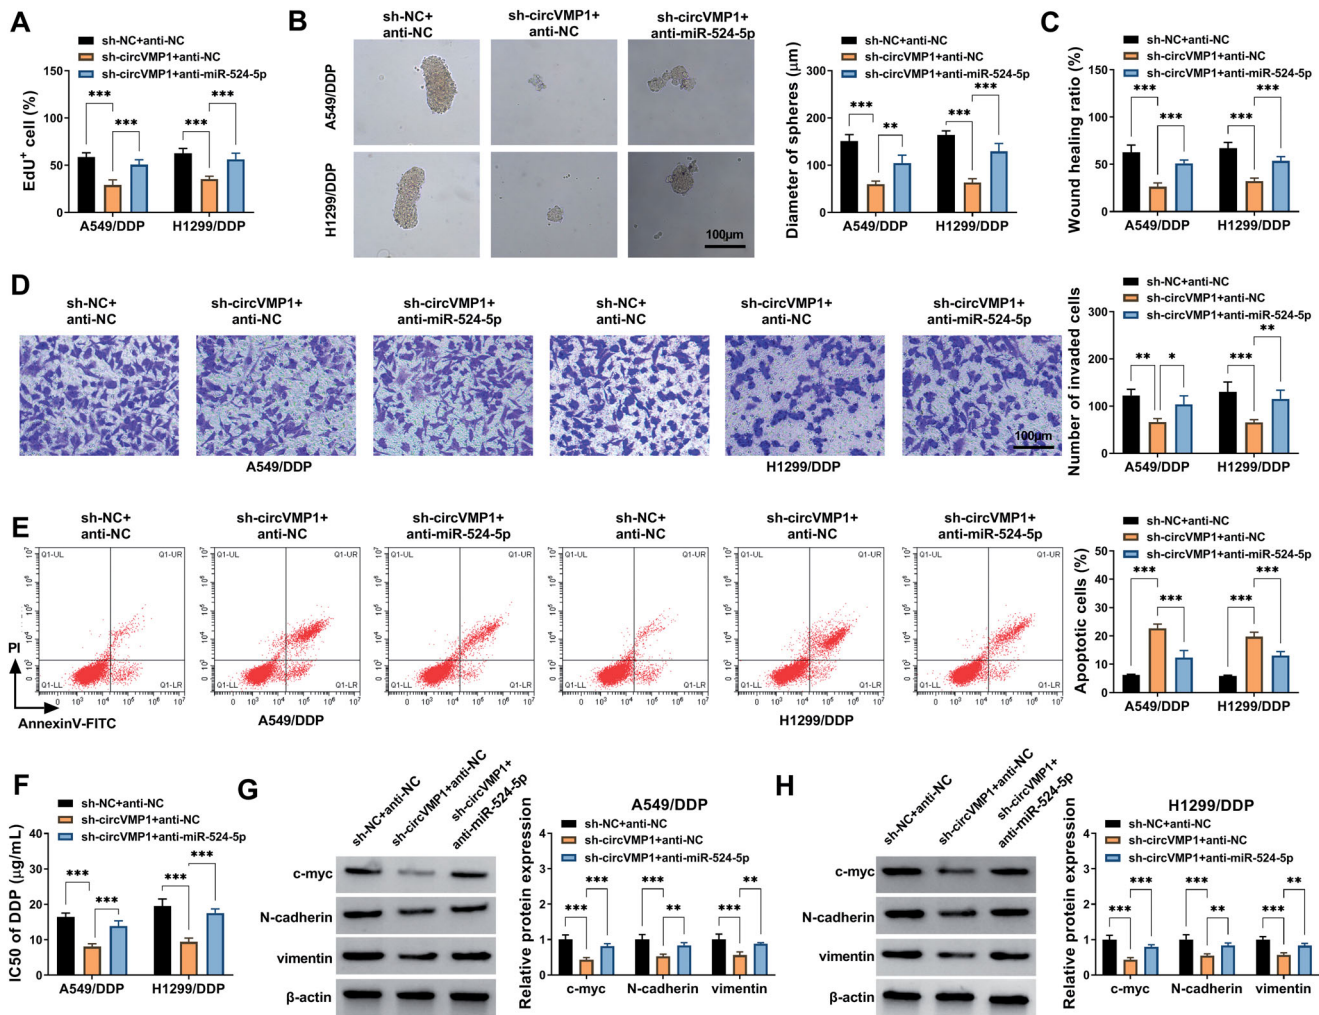 A
sh-NC+anti-NC
sh-circVMP1+anti-NC
sh-circVMP1+anti-miR-524-5p
EdU+ cell (%)
150
100
50
0
***
***
***
***
A549/DDP
H1299/DDP
B
sh-NC+
anti-NC
sh-circVMP1+
anti-NC
sh-circVMP1+
anti-miR-524-5p
A549/DDP
H1299/DDP
100μm
sh-NC+anti-NC
sh-circVMP1+anti-NC
sh-circVMP1+anti-miR-524-5p
Diameter of spheres (μm)
300
200
100
0
***
**
***
***
A549/DDP
H1299/DDP
C
sh-NC+anti-NC
sh-circVMP1+anti-NC
sh-circVMP1+anti-miR-524-5p
Wound healing ratio (%)
150
100
50
0
***
***
***
***
A549/DDP
H1299/DDP
D
sh-NC+
anti-NC
sh-circVMP1+
anti-NC
sh-circVMP1+
anti-miR-524-5p
sh-NC+
anti-NC
sh-circVMP1+
anti-NC
sh-circVMP1+
anti-miR-524-5p
100μm
A549/DDP
H1299/DDP
sh-NC+anti-NC
sh-circVMP1+anti-NC
sh-circVMP1+anti-miR-524-5p
Number of invaded cells
300
200
100
0
**
*
***
**
A549/DDP
H1299/DDP
E
sh-NC+
anti-NC
sh-circVMP1+
anti-NC
sh-circVMP1+
anti-miR-524-5p
sh-NC+
anti-NC
sh-circVMP1+
anti-NC
sh-circVMP1+
anti-miR-524-5p
Q1-UL
Q1-UR
Q1-LL
Q1-LR
PI
AnnexinV-FITC
A549/DDP
H1299/DDP
sh-NC+anti-NC
sh-circVMP1+anti-NC
sh-circVMP1+anti-miR-524-5p
Apoptotic cells (%)
50
40
30
20
10
0
***
***
***
***
A549/DDP
H1299/DDP
F
sh-NC+anti-NC
sh-circVMP1+anti-NC
sh-circVMP1+anti-miR-524-5p
IC50 of DDP (μg/mL)
40
30
20
10
0
***
***
***
***
A549/DDP
H1299/DDP
G
sh-NC+anti-NC
sh-circVMP1+anti-NC
sh-circVMP1+
anti-miR-524-5p
c-myc
N-cadherin
vimentin
β-actin
A549/DDP
sh-NC+anti-NC
sh-circVMP1+anti-NC
sh-circVMP1+anti-miR-524-5p
Relative protein expression
4
3
2
1
0
***
***
***
**
***
**
c-myc
N-cadherin
vimentin
H
sh-NC+anti-NC
sh-circVMP1+anti-NC
sh-circVMP1+
anti-miR-524-5p
c-myc
N-cadherin
vimentin
β-actin
H1299/DDP
sh-NC+anti-NC
sh-circVMP1+anti-NC
sh-circVMP1+anti-miR-524-5p
Relative protein expression
4
3
2
1
0
***
***
***
**
***
**
c-myc
N-cadherin
vimentin